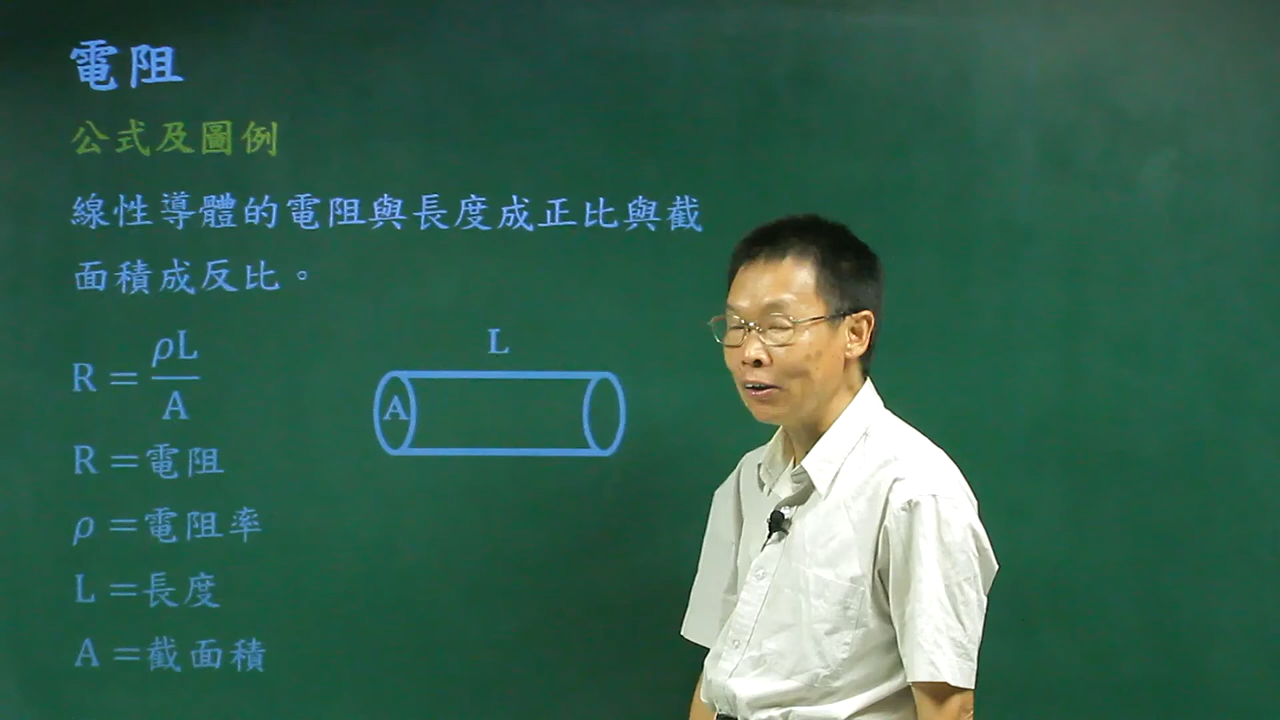 電阻
公式及圖例
線性導體的電阻與長度成正比與截
面積成反比。
R = ρL/A
L
A
R =電阻
ρ =電阻率
L =長度
A =截面積